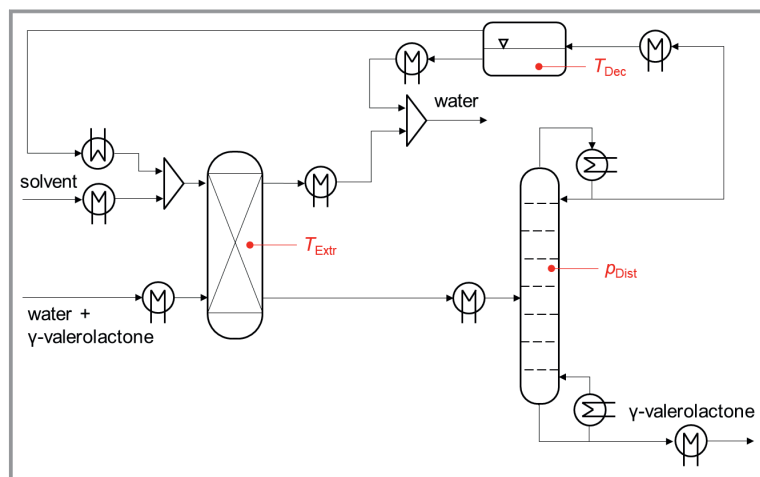 T_Dec
water
solvent
T_Extr
p_Dist
water +
γ-valerolactone
γ-valerolactone